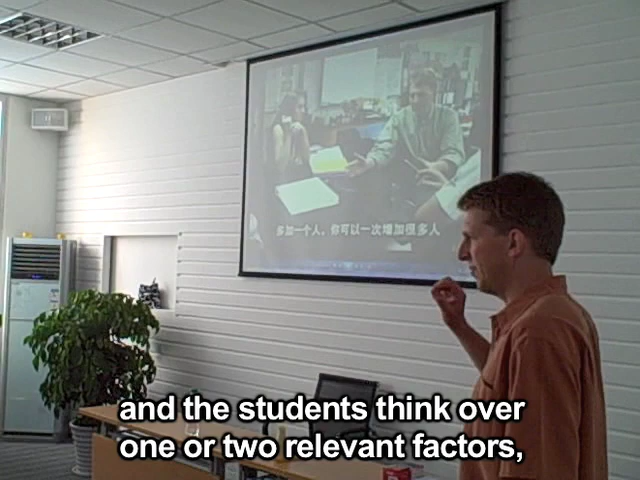 多加一个人，你可以一次增加很多人
and the students think over
one or two relevant factors,